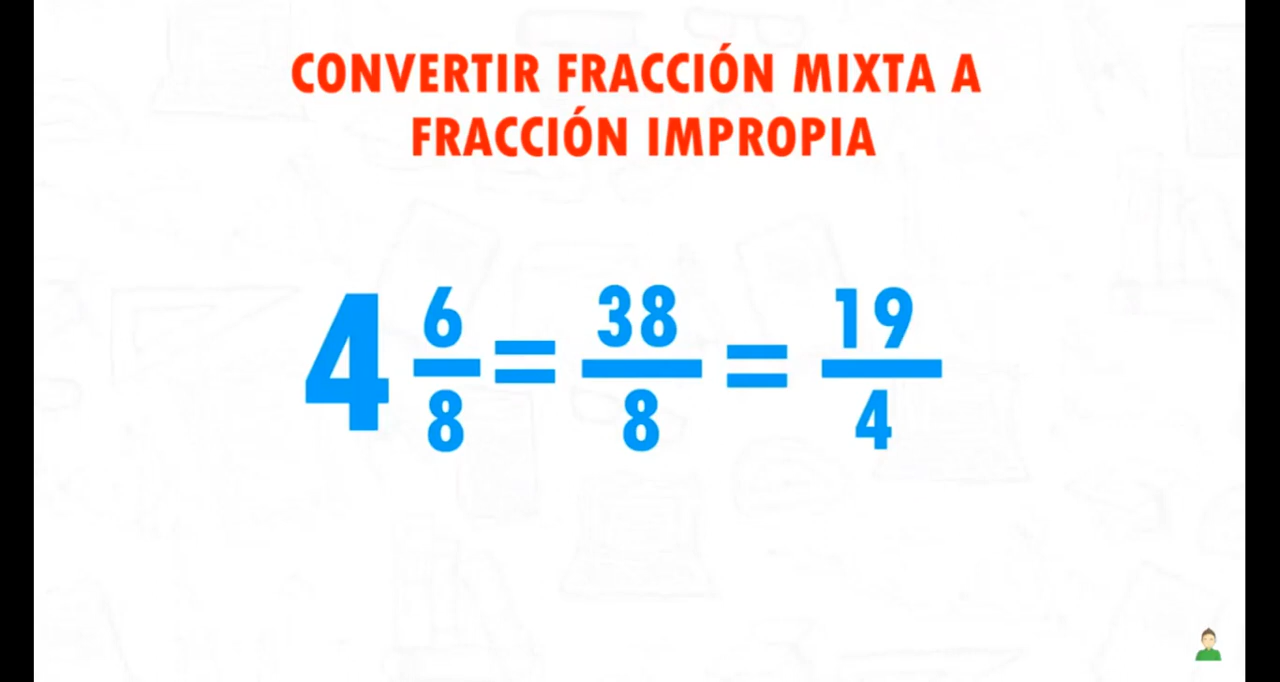 CONVERTIR FRACCIÓN MIXTA A
FRACCIÓN IMPROPIA
4 6/8 = 38/8 = 19/4